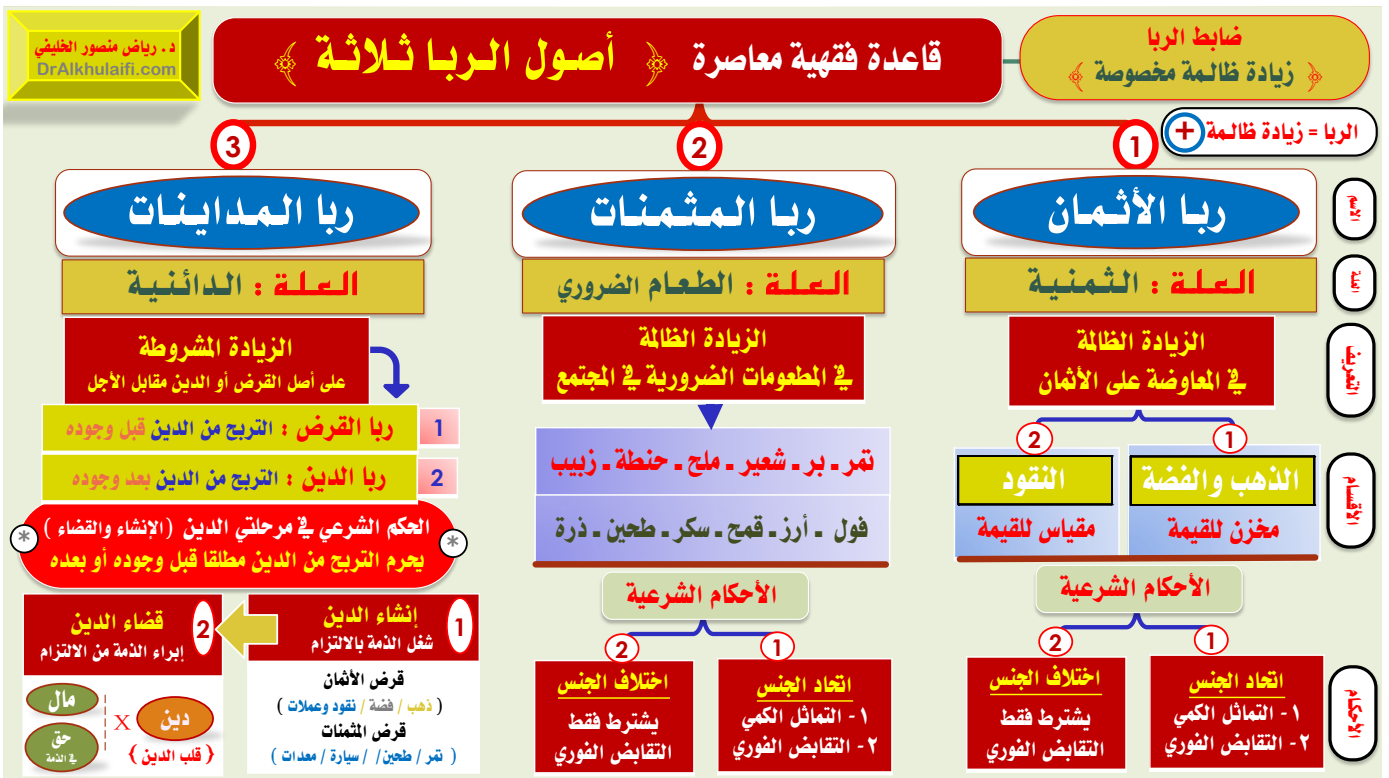 ضابط الربا
﴿ زيادة ظالمة مخصوصة ﴾
قاعدة فقهية معاصرة ﴿ أصول الربا ثلاثة ﴾
د. رياض منصور الخليفي
DrAlkhulaifi.com
الربا = زيادة ظالمة +
1
2
3
الاسم
ربا الأثمان
ربا المثمنات
ربا المداينات
العلة
العلة : الثمنية
العلة : الطعام الضروري
العلة : الدائنية
التعريف
الزيادة الظالمة
في المعاوضة على الأثمان
الزيادة الظالمة
في المطعومات الضرورية في المجتمع
الزيادة المشروطة
على أصل القرض أو الدين مقابل الأجل
الأقسام
1
الذهب والفضة
مخزن للقيمة
2
النقود
مقياس للقيمة
تمر ـ بر ـ شعير ـ ملح ـ حنطة ـ زبيب
فول ـ أرز ـ قمح ـ سكر ـ طحين ـ ذرة
1 ربا القرض : التربح من الدين قبل وجوده
2 ربا الدين : التربح من الدين بعد وجوده
* الحكم الشرعي في مرحلتي الدين (الإنشاء والقضاء ) *
يحرم التربح من الدين مطلقا قبل وجوده أو بعده
الأحكام
الأحكام الشرعية
1
اتحاد الجنس
١- التماثل الكمي
٢- التقابض الفوري
2
اختلاف الجنس
يشترط فقط
التقابض الفوري
الأحكام الشرعية
1
اتحاد الجنس
١- التماثل الكمي
٢- التقابض الفوري
2
اختلاف الجنس
يشترط فقط
التقابض الفوري
1
إنشاء الدين
شغل الذمة بالالتزام
قرض الأثمان
( ذهب / فضة / نقود وعملات )
قرض المثمنات
( تمر / طحين/ / سيارة / معدات )
2
قضاء الدين
إبراء الذمة من الالتزام
دين X مال
حق
في الذمة
﴿ قلب الدين ﴾